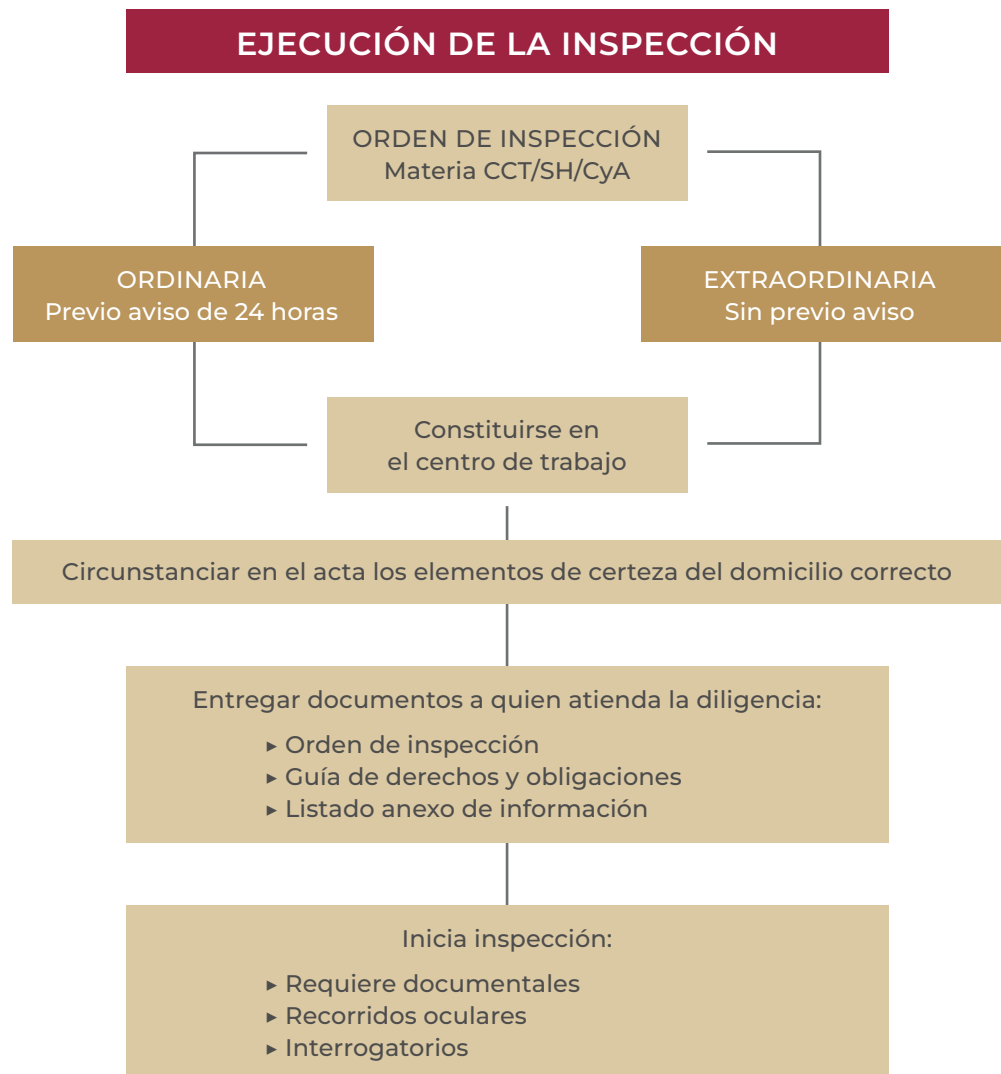 EJECUCIÓN DE LA INSPECCIÓN
ORDEN DE INSPECCIÓN
Materia CCT/SH/CyA
ORDINARIA
Previo aviso de 24 horas
EXTRAORDINARIA
Sin previo aviso
Constituirse en
el centro de trabajo
Circunstanciar en el acta los elementos de certeza del domicilio correcto
Entregar documentos a quien atienda la diligencia:
▸ Orden de inspección
▸ Guía de derechos y obligaciones
▸ Listado anexo de información
Inicia inspección:
▸ Requiere documentales
▸ Recorridos oculares
▸ Interrogatorios